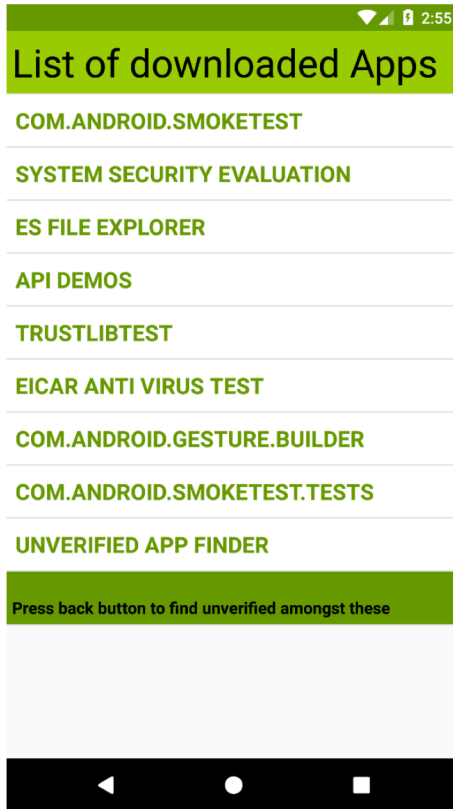 2:55
List of downloaded Apps
COM.ANDROID.SMOKETEST
SYSTEM SECURITY EVALUATION
ES FILE EXPLORER
API DEMOS
TRUSTLIBTEST
EICAR ANTI VIRUS TEST
COM.ANDROID.GESTURE.BUILDER
COM.ANDROID.SMOKETEST.TESTS
UNVERIFIED APP FINDER
Press back button to find unverified amongst these